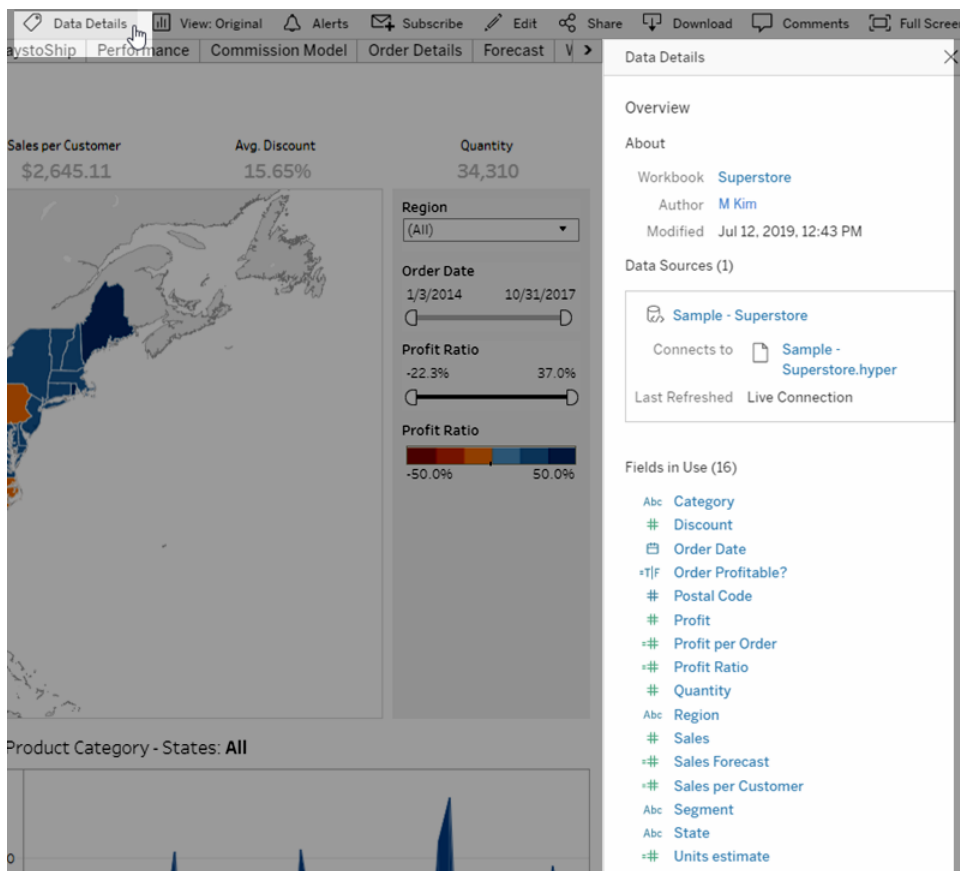 Data Details View: Original Alerts Subscribe Edit Share Download Comments Full Screen
aystoShip Performance Commission Model Order Details Forecast
Sales per Customer Avg. Discount Quantity
$2,645.11 15.65% 34,310
Region
(All)
Order Date
1/3/2014 10/31/2017
Profit Ratio
-22.3% 37.0%
Profit Ratio
-50.0% 50.0%
Product Category - States: All
0
Data Details
Overview
About
Workbook Superstore
Author M Kim
Modified Jul 12, 2019, 12:43 PM
Data Sources (1)
Sample - Superstore
Connects to Sample -
Superstore.hyper
Last Refreshed Live Connection
Fields in Use (16)
Abc Category
# Discount
Order Date
=T|F Order Profitable?
# Postal Code
# Profit
=# Profit per Order
=# Profit Ratio
# Quantity
Abc Region
# Sales
=# Sales Forecast
=# Sales per Customer
Abc Segment
Abc State
=# Units estimate